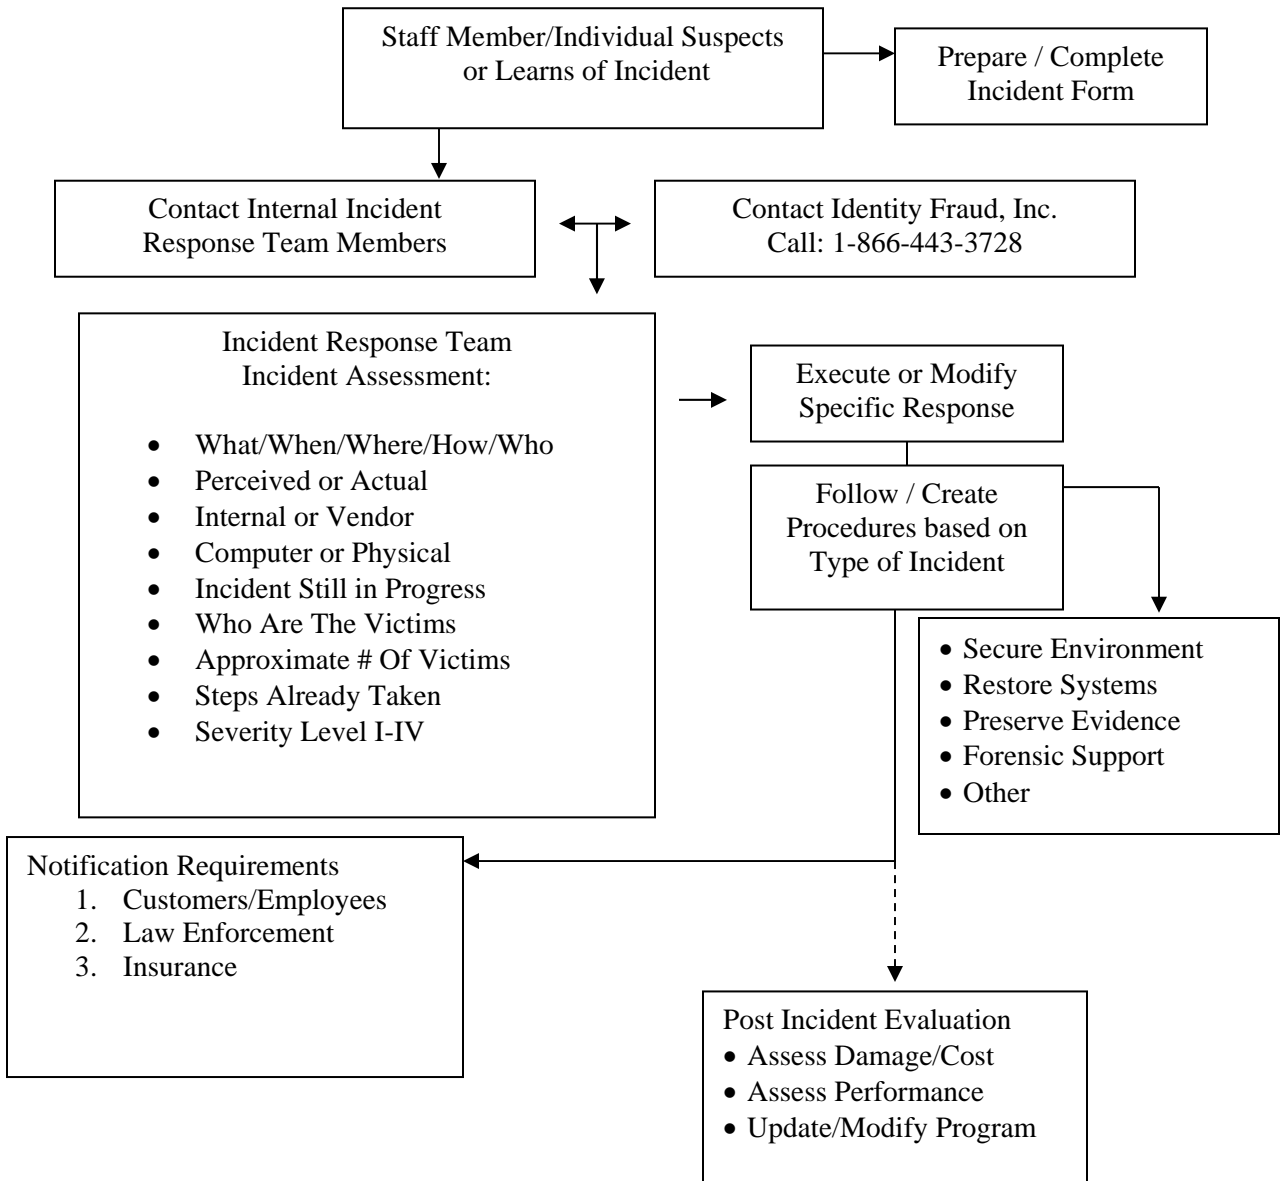 Staff Member/Individual Suspects
or Learns of Incident
Prepare / Complete
Incident Form
Contact Internal Incident
Response Team Members
Contact Identity Fraud, Inc.
Call: 1-866-443-3728
Incident Response Team
Incident Assessment:
• What/When/Where/How/Who
• Perceived or Actual
• Internal or Vendor
• Computer or Physical
• Incident Still in Progress
• Who Are The Victims
• Approximate # Of Victims
• Steps Already Taken
• Severity Level I-IV
Execute or Modify
Specific Response
Follow / Create
Procedures based on
Type of Incident
• Secure Environment
• Restore Systems
• Preserve Evidence
• Forensic Support
• Other
Notification Requirements
1. Customers/Employees
2. Law Enforcement
3. Insurance
Post Incident Evaluation
• Assess Damage/Cost
• Assess Performance
• Update/Modify Program